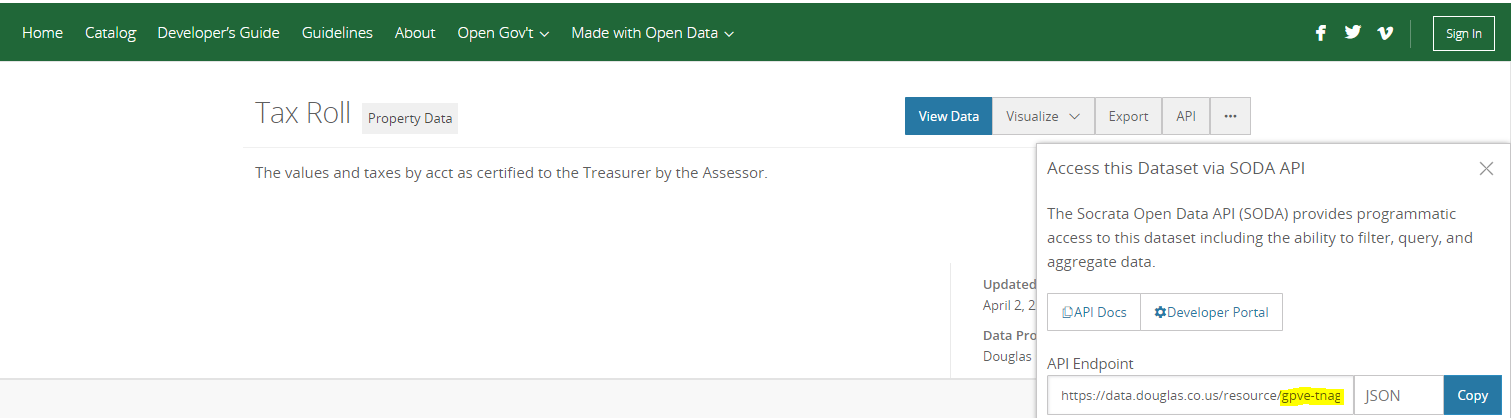 Home Catalog Developer's Guide Guidelines About Open Gov't Made with Open Data Sign In
Tax Roll Property Data View Data Visualize Export API
The values and taxes by acct as certified to the Treasurer by the Assessor.
Access this Dataset via SODA API
The Socrata Open Data API (SODA) provides programmatic
access to this dataset including the ability to filter, query, and
aggregate data.
Updated
April 2, 2
API Docs Developer Portal
Data Pro
Douglas
API Endpoint
https://data.douglas.co.us/resource/gpve-tnag JSON Copy